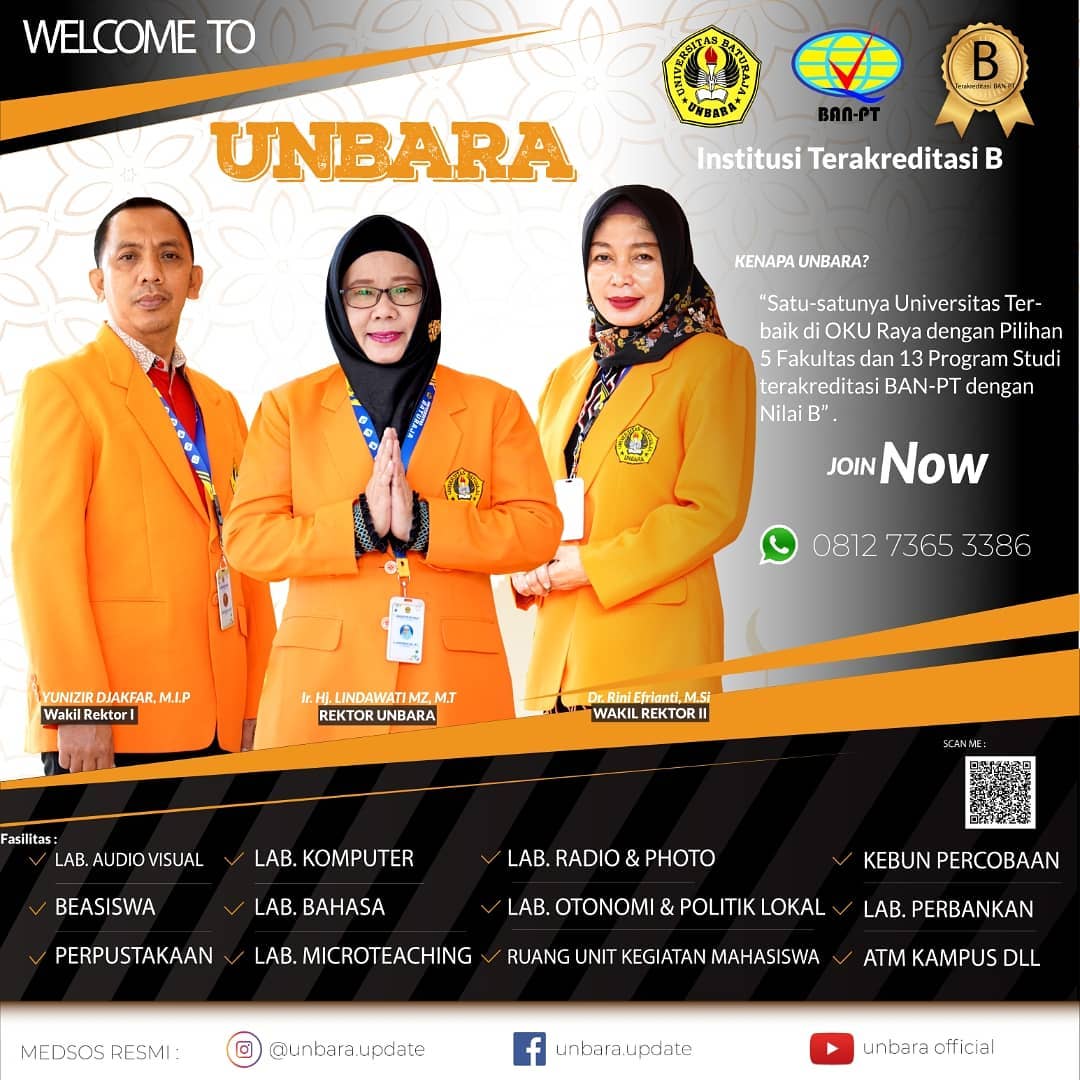 WELCOME TO
UNBARA
UNIVERSITAS BATURAJA
UNBARA
BAN-PT
B
Terakreditasi BAN-PT
Institusi Terakreditasi B
KENAPA UNBARA?
“Satu-satunya Universitas Ter-
baik di OKU Raya dengan Pilihan
5 Fakultas dan 13 Program Studi
terakreditasi BAN-PT dengan
Nilai B” .
JOIN Now
0812 7365 3386
BATURAJA
UNIVERSITAS BATURAJA
UNBARA
YUNIZIR DJAKFAR, M.I.P
Wakil Rektor I
Ir. Hj. LINDAWATI MZ, M.T
REKTOR UNBARA
Dr. Rini Efrianti, M.Si
WAKIL REKTOR II
SCAN ME :
Fasilitas :
LAB. AUDIO VISUAL
BEASISWA
PERPUSTAKAAN
LAB. KOMPUTER
LAB. BAHASA
LAB. MICROTEACHING
LAB. RADIO & PHOTO
LAB. OTONOMI & POLITIK LOKAL
RUANG UNIT KEGIATAN MAHASISWA
KEBUN PERCOBAAN
LAB. PERBANKAN
ATM KAMPUS DLL
MEDSOS RESMI :
@unbara.update
unbara.update
unbara official